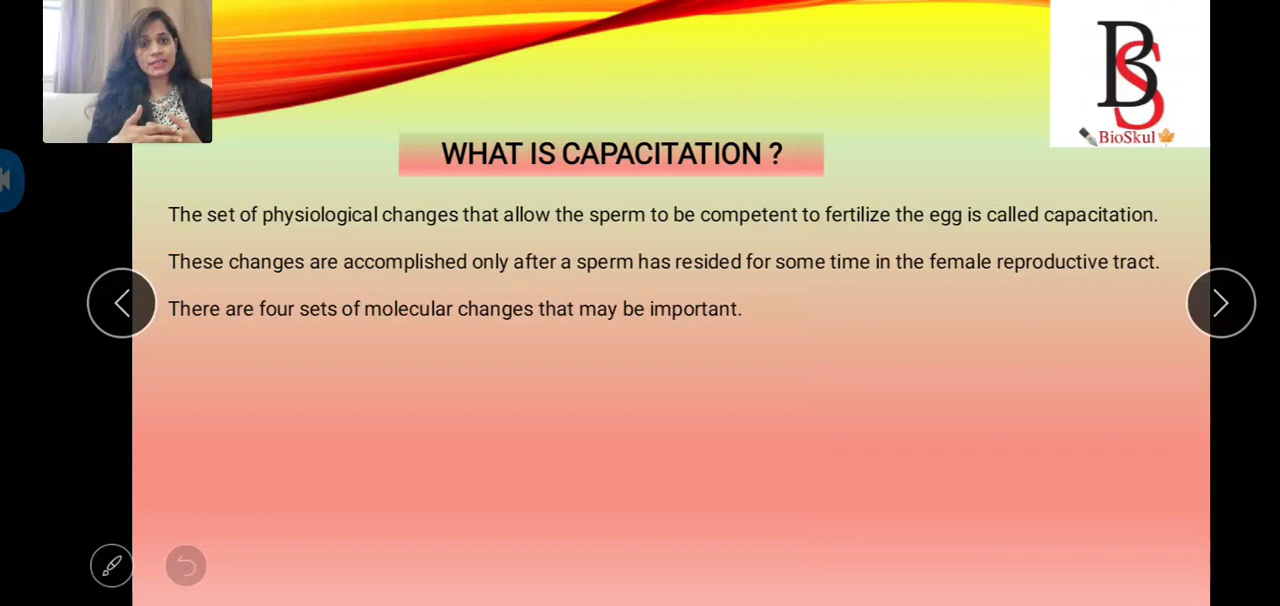 BS
BioSkul
WHAT IS CAPACITATION ?
The set of physiological changes that allow the sperm to be competent to fertilize the egg is called capacitation.
These changes are accomplished only after a sperm has resided for some time in the female reproductive tract.
There are four sets of molecular changes that may be important.